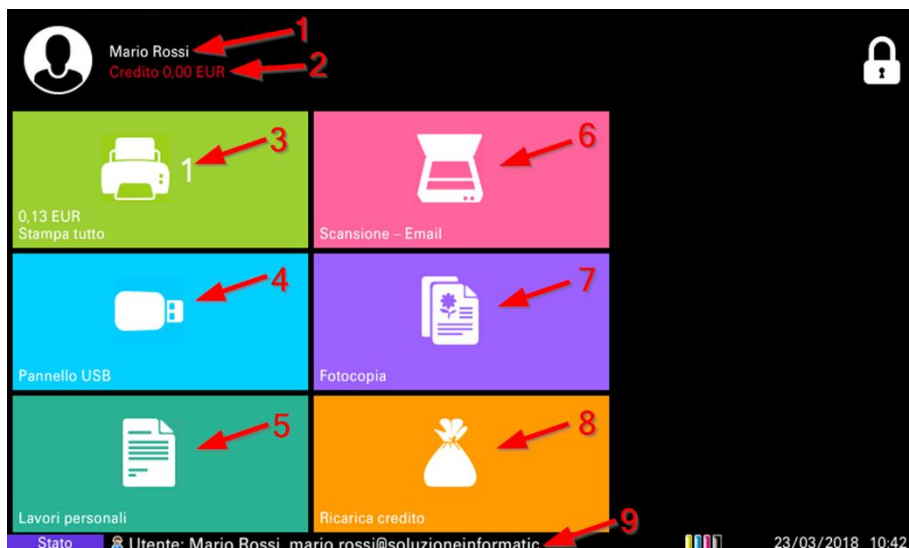 Mario Rossi
1
Credito 0,00 EUR
2
1
3
0,13 EUR
Stampa tutto
6
Scansione – Email
4
Pannello USB
7
Fotocopia
5
Lavori personali
8
Ricarica credito
9
Stato
Utente: Mario Rossi mario.rossi@soluzioneinformatic
23/03/2018 10:42